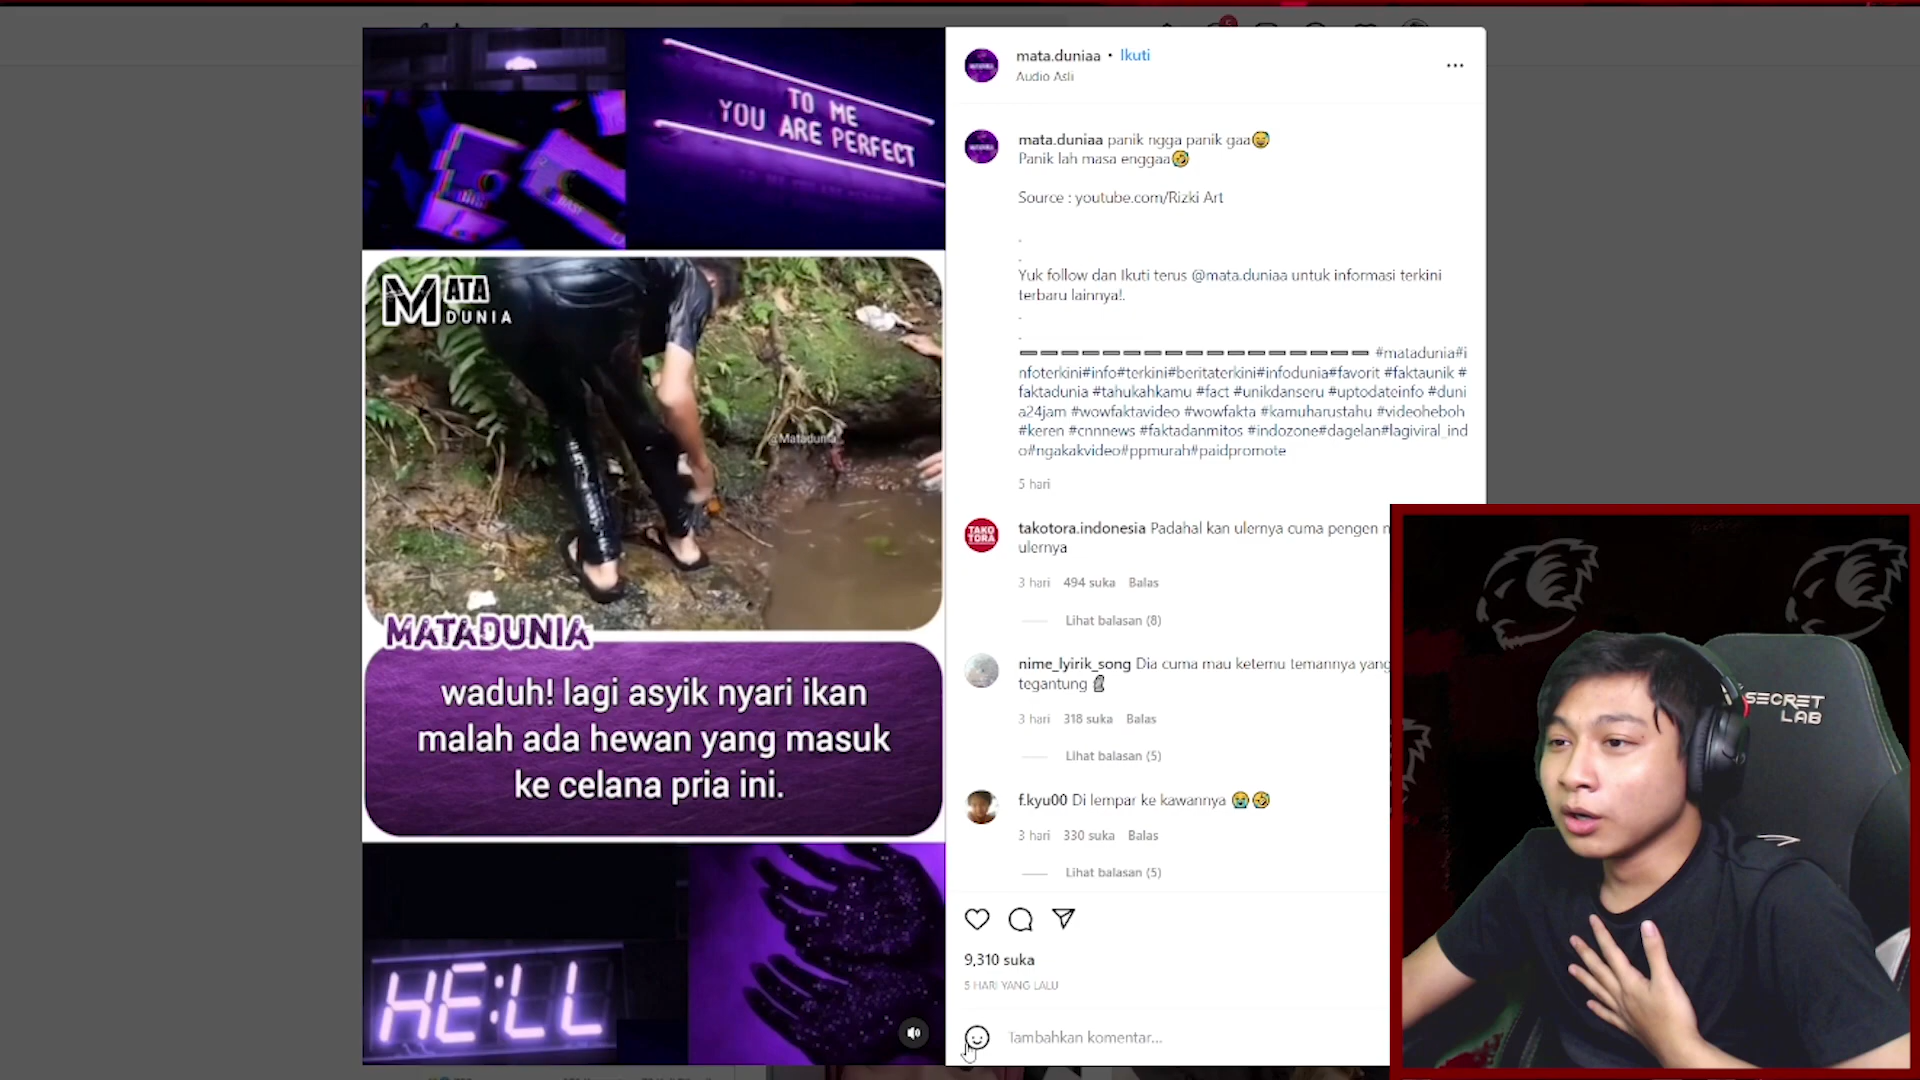 TO ME
YOU ARE PERFECT
MATA
DUNIA
@Matadunia
MATADUNIA
waduh! lagi asyik nyari ikan
malah ada hewan yang masuk
ke celana pria ini.
HE:LL
mata.duniaa • Ikuti
Audio Asli
mata.duniaa panik ngga panik gaa😅
Panik lah masa enggaa🤣
Source : youtube.com/Rizki Art
.
.
Yuk follow dan Ikuti terus @mata.duniaa untuk informasi terkini
terbaru lainnya!.
.
.
➖➖➖➖➖➖➖➖➖➖➖➖➖➖➖➖➖ #matadunia#i
nfoterkini#info#terkini#beritaterkini#infodunia#favorit #faktaunik #
faktadunia #tahukahkamu #fact #unikdanseru #uptodateinfo #duni
a24jam #wowfaktavideo #wowfakta #kamuharustahu #videoheboh
#keren #cnnnews #faktadanmitos #indozone#dagelan#lagiviral_ind
o#ngakakvideo#ppmurah#paidpromote
5 hari
TAKO
TORA
takotora.indonesia Padahal kan ulernya cuma pengen
ulernya
3 hari 494 suka Balas
Lihat balasan (8)
nime_lyirik_song Dia cuma mau ketemu temannya yang
tegantung 🗿
3 hari 318 suka Balas
Lihat balasan (5)
f.kyu00 Di lempar ke kawannya 😭🤣
3 hari 330 suka Balas
Lihat balasan (5)
9,310 suka
5 HARI YANG LALU
Tambahkan komentar...
SECRET
LAB